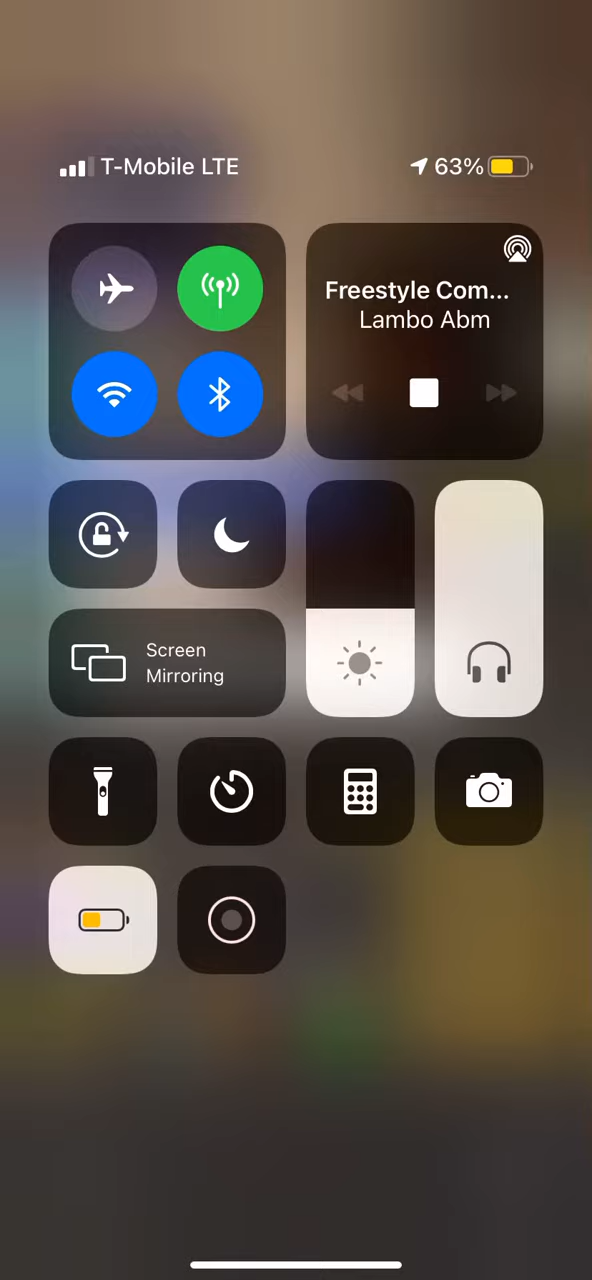 T-Mobile LTE
63%
Freestyle Com...
Lambo Abm
Screen
Mirroring